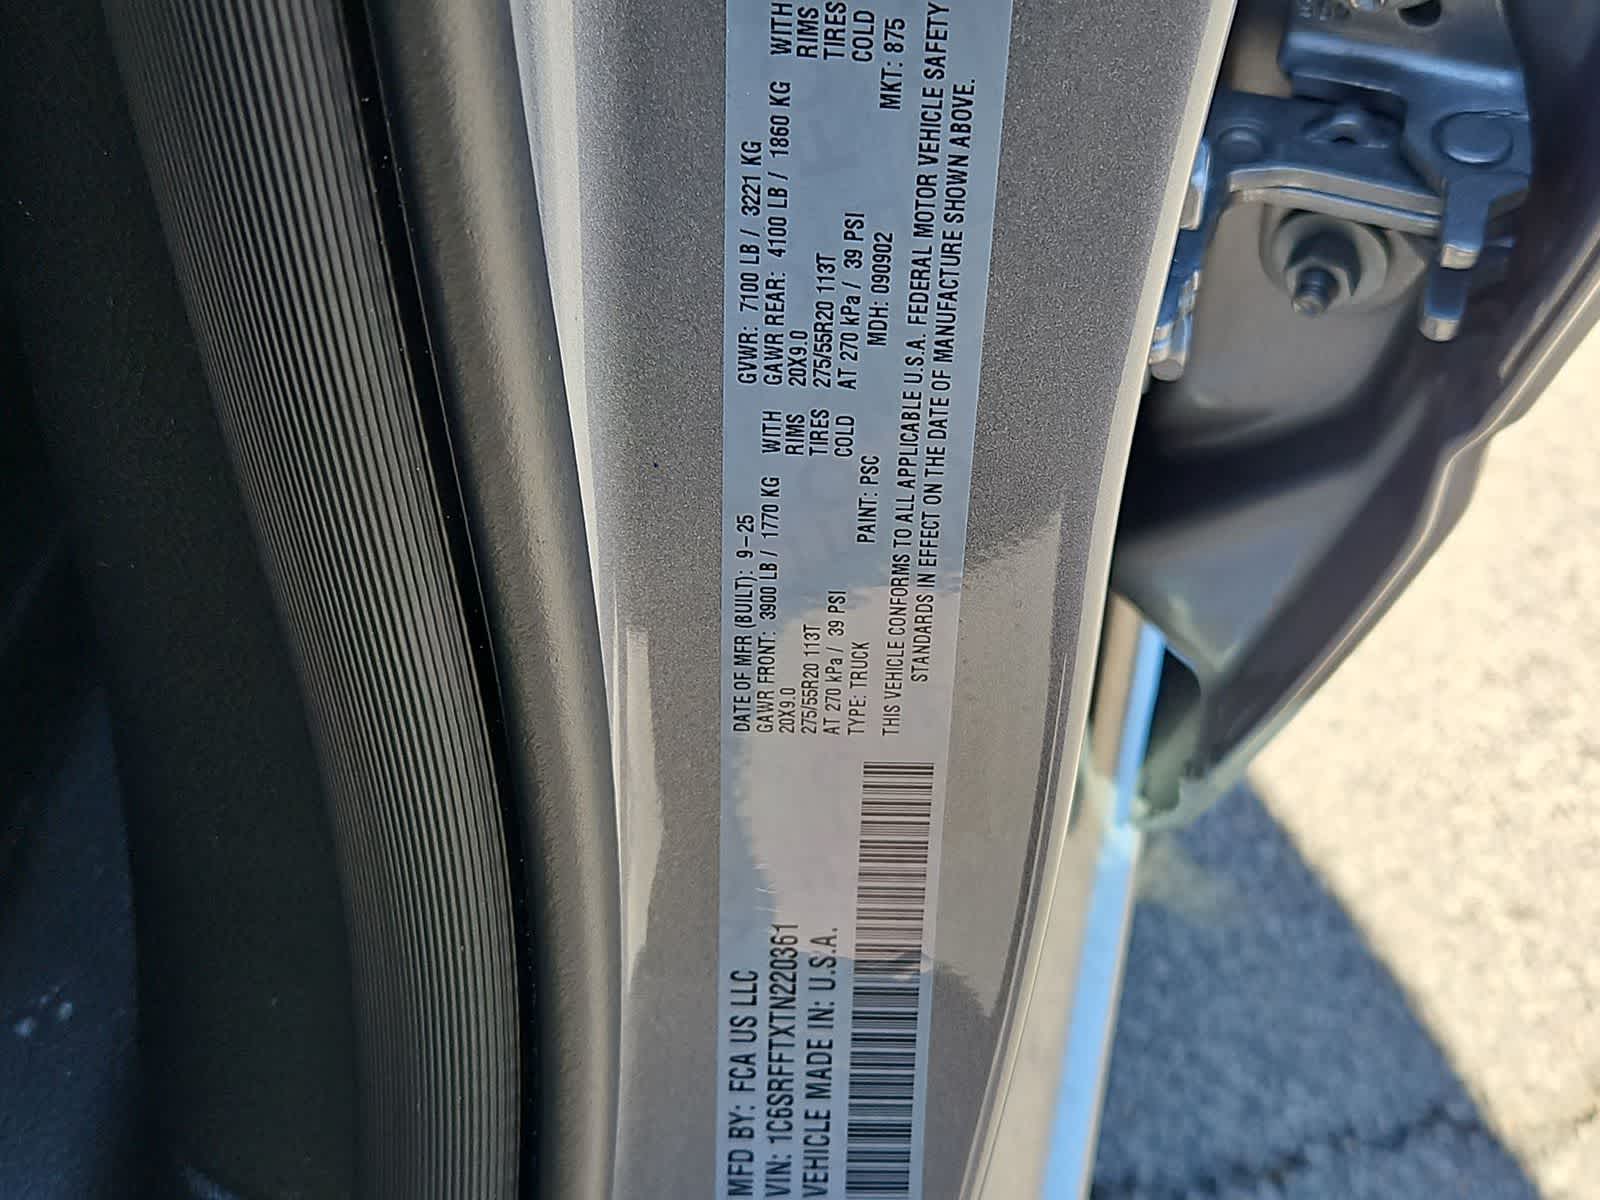 MFD BY: FCA US LLC
VIN: 1C6SRFFTXTN220361
VEHICLE MADE IN: U.S.A.
DATE OF MFR (BUILT): 9-25 GVWR: 7100 LB / 3221 KG
GAWR FRONT: 3900 LB / 1770 KG WITH GAWR REAR: 4100 LB / 1860 KG WITH
20X9.0 RIMS 20X9.0 RIMS
275/55R20 113T TIRES 275/55R20 113T TIRES
AT 270 kPa / 39 PSI COLD AT 270 kPa / 39 PSI COLD
TYPE: TRUCK PAINT: PSC MDH: 090902 MKT: 875
THIS VEHICLE CONFORMS TO ALL APPLICABLE U.S.A. FEDERAL MOTOR VEHICLE SAFETY
STANDARDS IN EFFECT ON THE DATE OF MANUFACTURE SHOWN ABOVE.